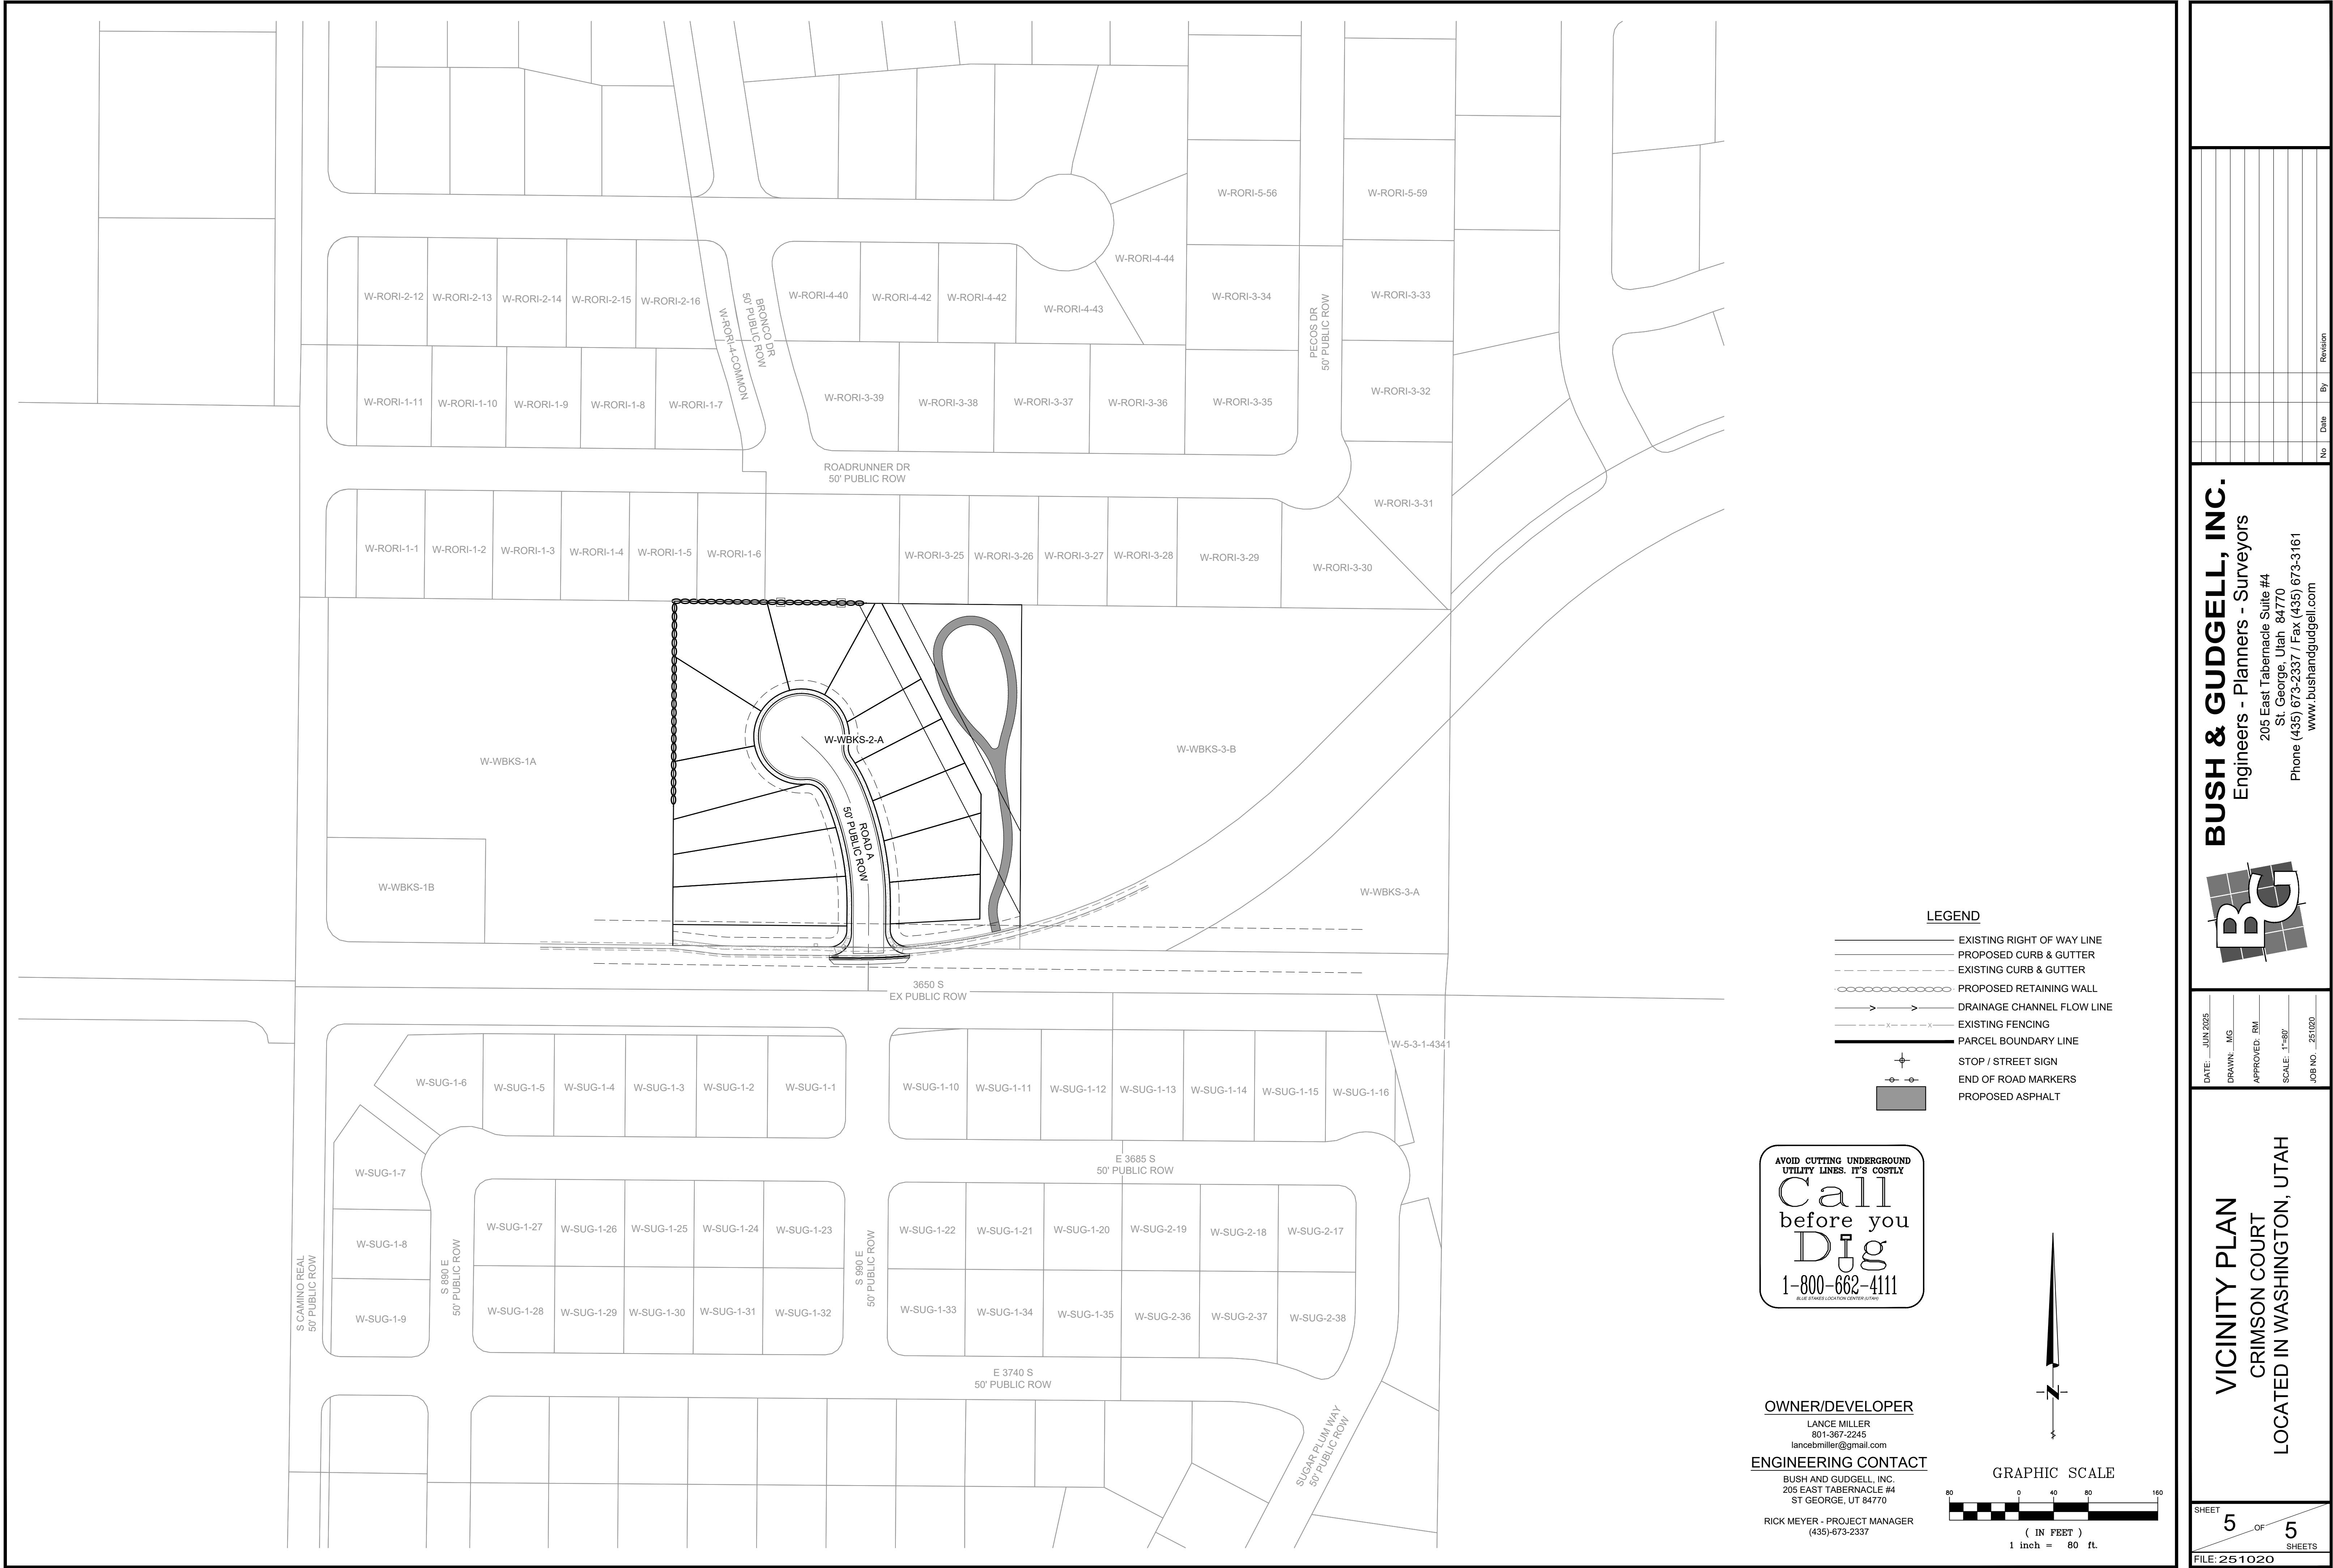 W-RORI-5-56
W-RORI-5-59
W-RORI-4-44
W-RORI-2-12
W-RORI-2-13
W-RORI-2-14
W-RORI-2-15
W-RORI-2-16
W-RORI-4-COMMON
BRONCO DR
50' PUBLIC ROW
W-RORI-4-40
W-RORI-4-42
W-RORI-4-42
W-RORI-4-43
W-RORI-3-34
PECOS DR
50' PUBLIC ROW
W-RORI-3-33
W-RORI-1-11
W-RORI-1-10
W-RORI-1-9
W-RORI-1-8
W-RORI-1-7
W-RORI-3-39
W-RORI-3-38
W-RORI-3-37
W-RORI-3-36
W-RORI-3-35
W-RORI-3-32
ROADRUNNER DR
50' PUBLIC ROW
W-RORI-3-31
W-RORI-1-1
W-RORI-1-2
W-RORI-1-3
W-RORI-1-4
W-RORI-1-5
W-RORI-1-6
W-RORI-3-25
W-RORI-3-26
W-RORI-3-27
W-RORI-3-28
W-RORI-3-29
W-RORI-3-30
W-WBKS-1A
W-WBKS-2-A
W-WBKS-3-B
ROAD A
50' PUBLIC ROW
W-WBKS-1B
W-WBKS-3-A
3650 S
EX PUBLIC ROW
W-5-3-1-4341
W-SUG-1-6
W-SUG-1-5
W-SUG-1-4
W-SUG-1-3
W-SUG-1-2
W-SUG-1-1
W-SUG-1-10
W-SUG-1-11
W-SUG-1-12
W-SUG-1-13
W-SUG-1-14
W-SUG-1-15
W-SUG-1-16
E 3685 S
50' PUBLIC ROW
W-SUG-1-7
W-SUG-1-8
W-SUG-1-9
S CAMINO REAL
50' PUBLIC ROW
S 890 E
50' PUBLIC ROW
W-SUG-1-27
W-SUG-1-26
W-SUG-1-25
W-SUG-1-24
W-SUG-1-23
S 990 E
50' PUBLIC ROW
W-SUG-1-22
W-SUG-1-21
W-SUG-1-20
W-SUG-2-19
W-SUG-2-18
W-SUG-2-17
W-SUG-1-28
W-SUG-1-29
W-SUG-1-30
W-SUG-1-31
W-SUG-1-32
W-SUG-1-33
W-SUG-1-34
W-SUG-1-35
W-SUG-2-36
W-SUG-2-37
W-SUG-2-38
E 3740 S
50' PUBLIC ROW
SUGAR PLUM WAY
50' PUBLIC ROW
LEGEND
EXISTING RIGHT OF WAY LINE
PROPOSED CURB & GUTTER
EXISTING CURB & GUTTER
PROPOSED RETAINING WALL
DRAINAGE CHANNEL FLOW LINE
EXISTING FENCING
PARCEL BOUNDARY LINE
STOP / STREET SIGN
END OF ROAD MARKERS
PROPOSED ASPHALT
AVOID CUTTING UNDERGROUND
UTILITY LINES. IT'S COSTLY
Call
before you
Dig
1-800-662-4111
BLUE STAKES LOCATION CENTER (UTAH)
N
OWNER/DEVELOPER
LANCE MILLER
801-367-2245
lancebmiller@gmail.com
ENGINEERING CONTACT
BUSH AND GUDGELL, INC.
205 EAST TABERNACLE #4
ST GEORGE, UT 84770
RICK MEYER - PROJECT MANAGER
(435)-673-2337
GRAPHIC SCALE
80 0 40 80 160
( IN FEET )
1 inch = 80 ft.
No Date By Revision
BUSH & GUDGELL, INC.
Engineers - Planners - Surveyors
205 East Tabernacle Suite #4
St. George, Utah 84770
Phone (435) 673-2337 / Fax (435) 673-3161
www.bushandgudgell.com
BG
DATE: JUN 2025
DRAWN: MG
APPROVED: RM
SCALE: 1"=80'
JOB NO. 251020
VICINITY PLAN
CRIMSON COURT
LOCATED IN WASHINGTON, UTAH
SHEET
5 OF 5
SHEETS
FILE: 251020